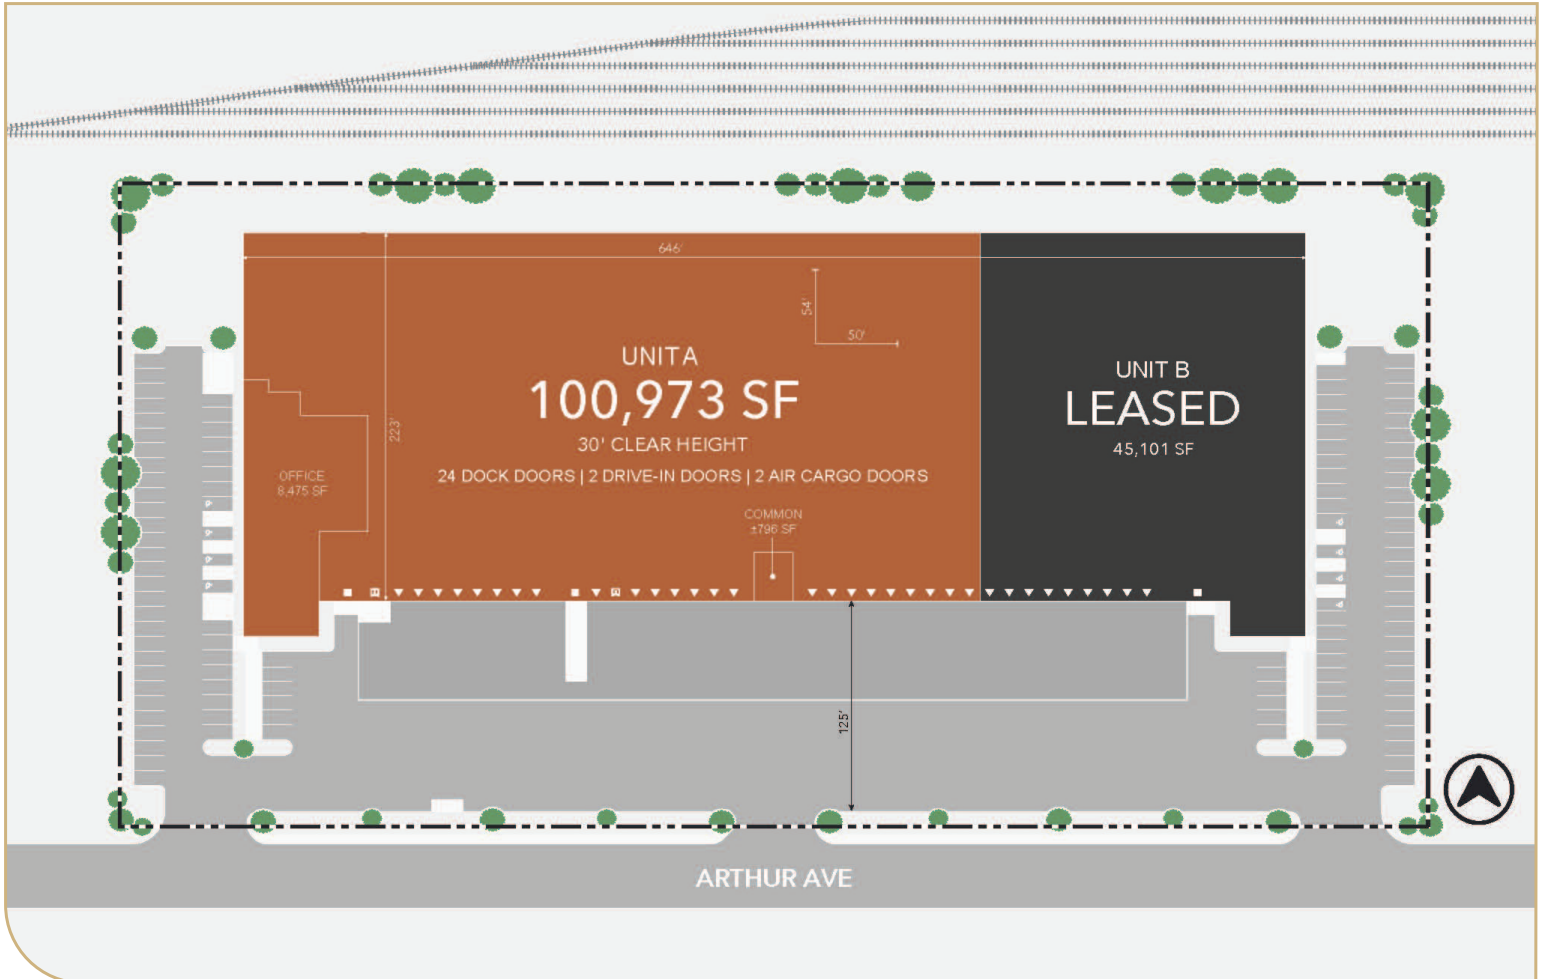 646'
54'
50'
223'
UNIT A
100,973 SF
30' CLEAR HEIGHT
24 DOCK DOORS | 2 DRIVE-IN DOORS | 2 AIR CARGO DOORS
OFFICE
8,475 SF
COMMON
±796 SF
UNIT B
LEASED
45,101 SF
125'
ARTHUR AVE